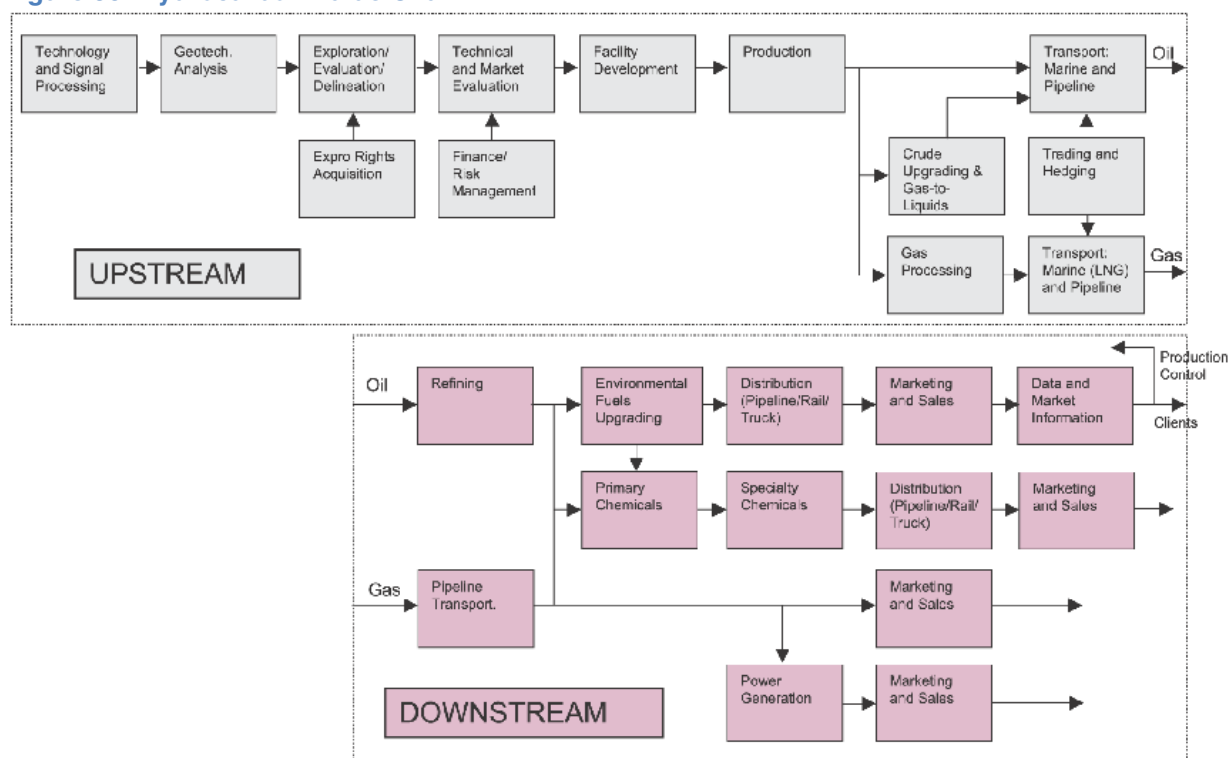 Technology
and Signal
Processing
Geotech.
Analysis
Exploration/
Evaluation/
Delineation
Technical
and Market
Evaluation
Facility
Development
Production
Transport:
Marine and
Pipeline
Oil
Expro Rights
Acquisition
Finance/
Risk
Management
Crude
Upgrading &
Gas-to-
Liquids
Trading and
Hedging
UPSTREAM
Gas
Processing
Transport:
Marine (LNG)
and Pipeline
Gas
Production
Control
Oil
Refining
Environmental
Fuels
Upgrading
Distribution
(Pipeline/Rail/
Truck)
Marketing
and Sales
Data and
Market
Information
Clients
Primary
Chemicals
Specialty
Chemicals
Distribution
(Pipeline/Rail/
Truck)
Marketing
and Sales
Gas
Pipeline
Transport.
Marketing
and Sales
Power
Generation
Marketing
and Sales
DOWNSTREAM